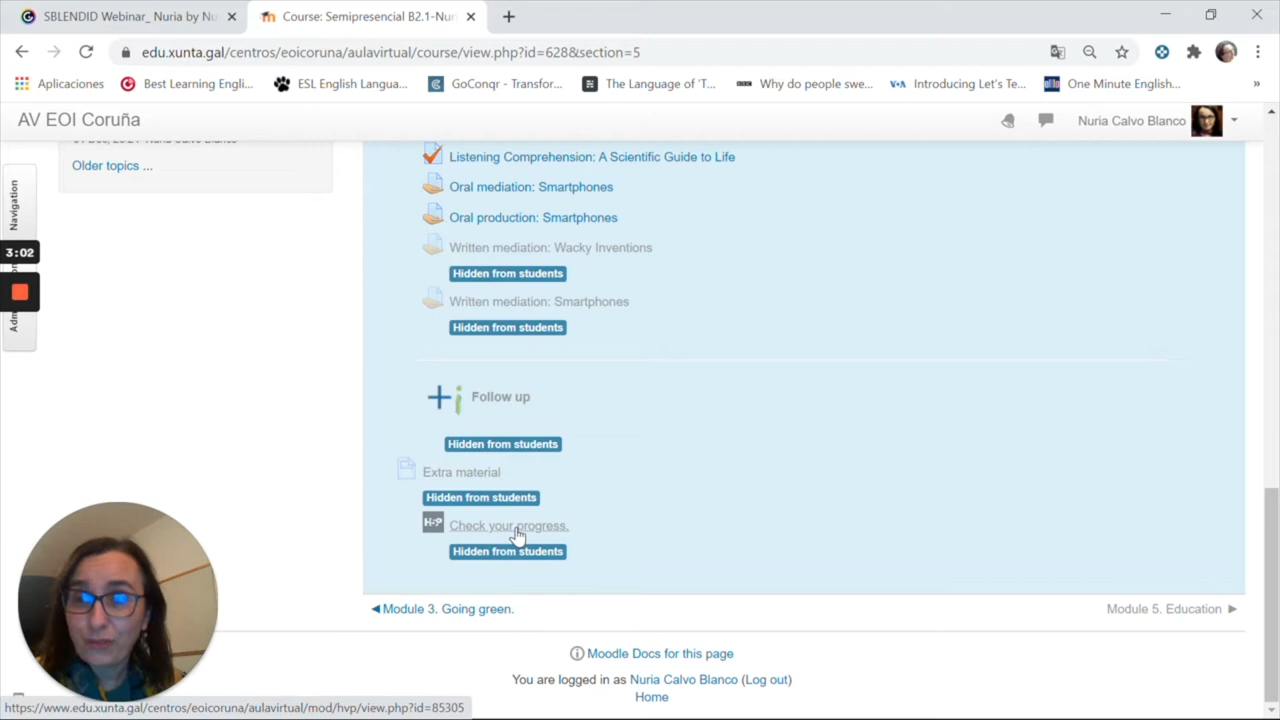 SBLENDID Webinar_ Nuria by Nu
Course: Semipresencial B2.1-Nuri
edu.xunta.gal/centros/eoicoruna/aulavirtual/course/view.php?id=628&section=5
Aplicaciones
Best Learning Engli...
ESL English Langua...
GoConqr - Transfor...
The Language of 'T...
BBC
Why do people swe...
VOA
Introducing Let's Te...
One Minute English...
»
AV EOI Coruña
Nuria Calvo Blanco
Older topics ...
Navigation
3:02
Listening Comprehension: A Scientific Guide to Life
Oral mediation: Smartphones
Oral production: Smartphones
Written mediation: Wacky Inventions
Hidden from students
Written mediation: Smartphones
Hidden from students
Follow up
Hidden from students
Extra material
Hidden from students
H-P
Check your progress.
Hidden from students
◀ Module 3. Going green.
Module 5. Education ▶
Moodle Docs for this page
You are logged in as Nuria Calvo Blanco (Log out)
Home
https://www.edu.xunta.gal/centros/eoicoruna/aulavirtual/mod/hvp/view.php?id=85305